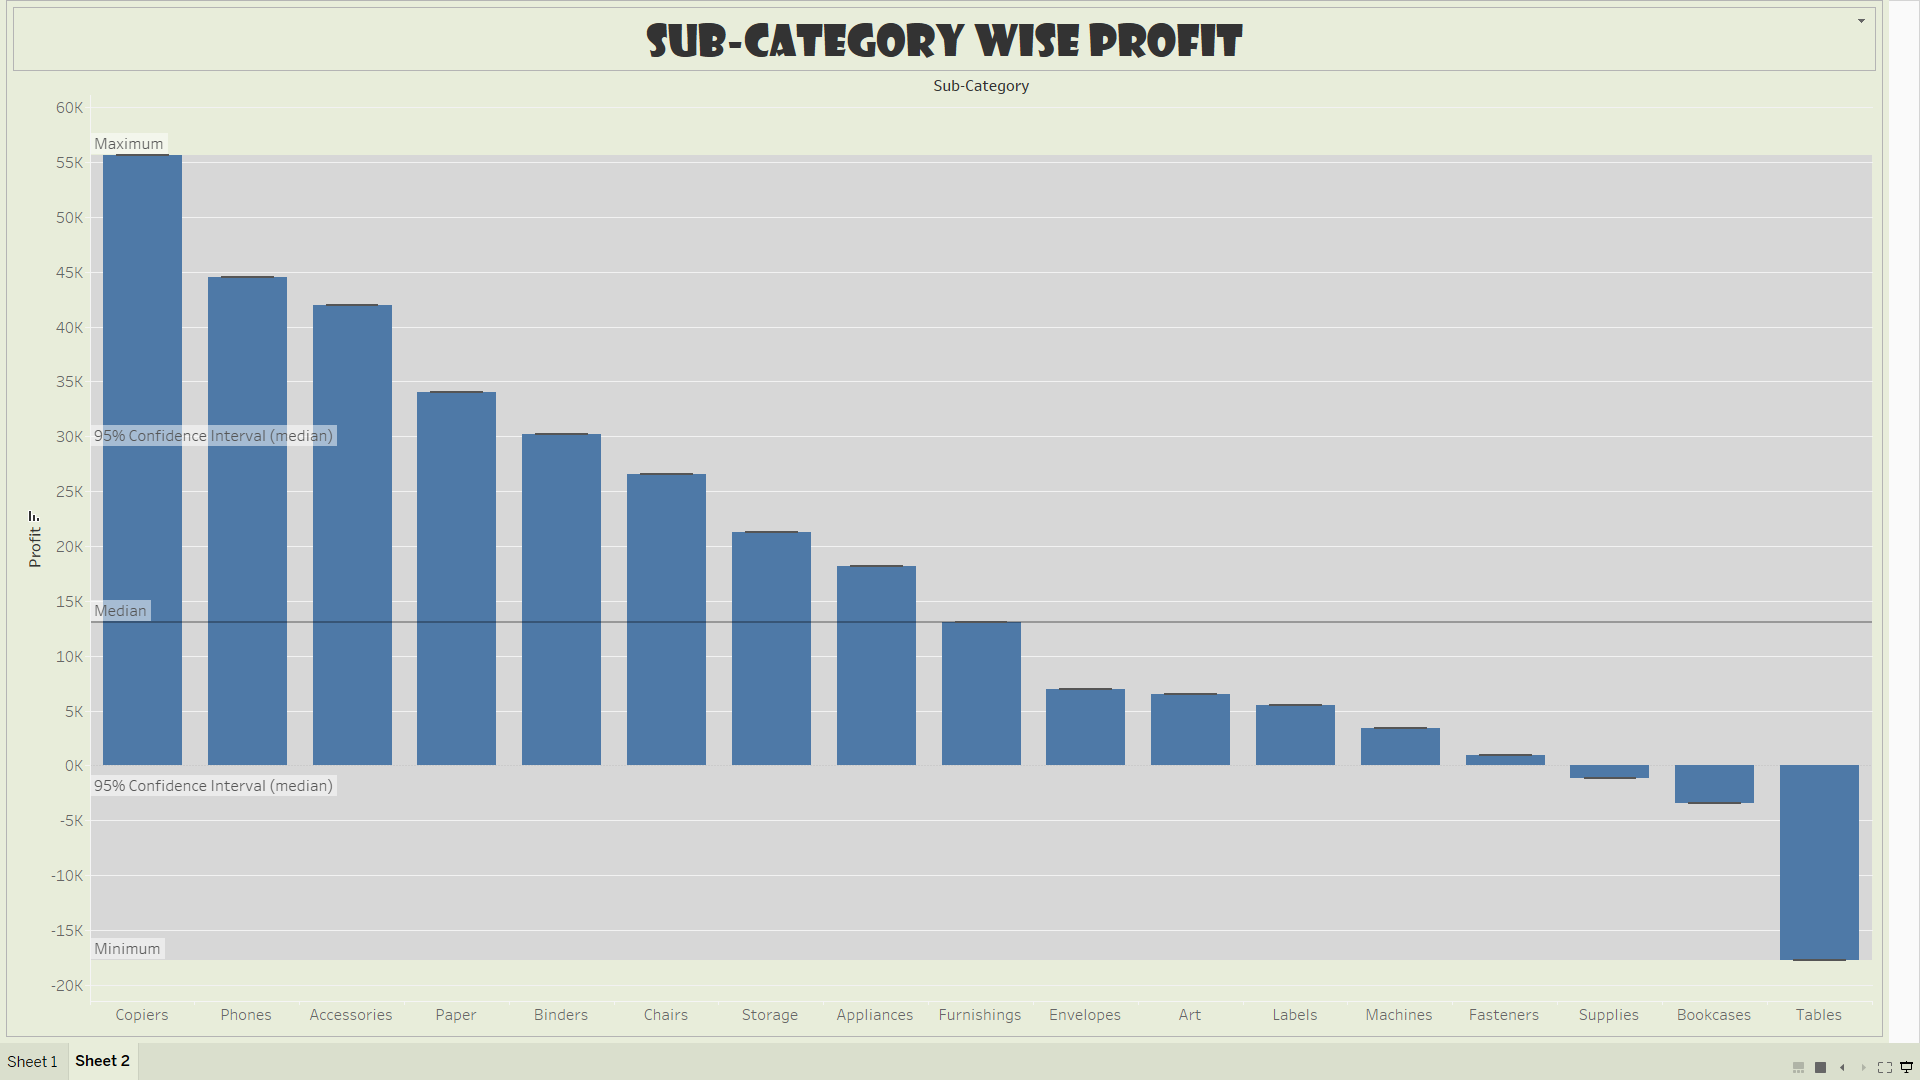 SUB-CATEGORY WISE PROFIT
Sub-Category
60K
Maximum
55K
50K
45K
40K
35K
30K
95% Confidence Interval (median)
25K
Profit
20K
15K
Median
10K
5K
0K
95% Confidence Interval (median)
-5K
-10K
-15K
Minimum
-20K
Copiers Phones Accessories Paper Binders Chairs Storage Appliances Furnishings Envelopes Art Labels Machines Fasteners Supplies Bookcases Tables
Sheet 1 Sheet 2